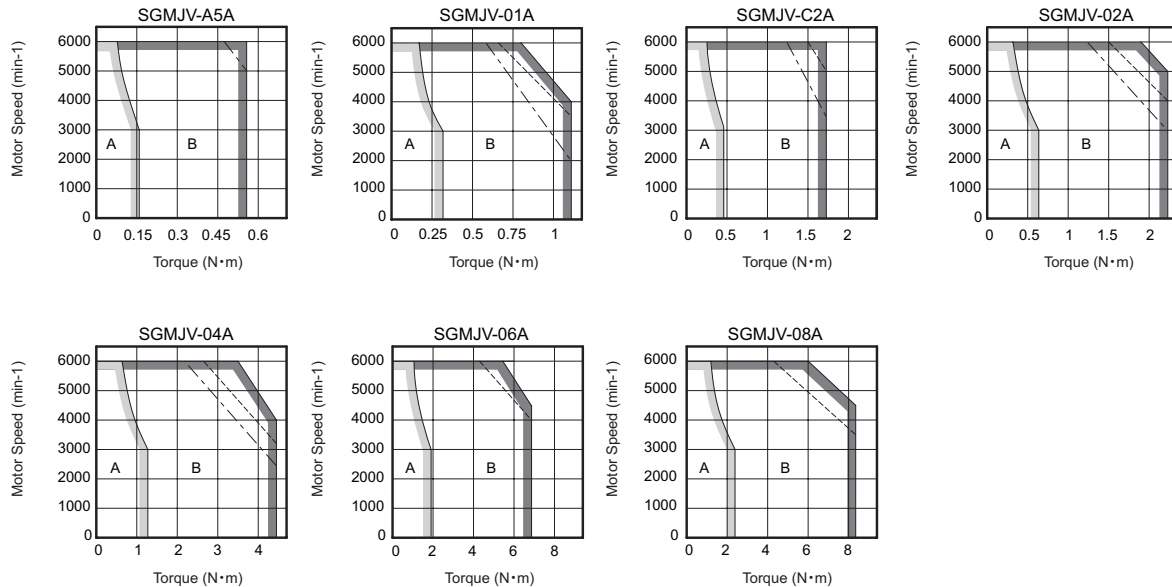 SGMJV-A5A
Motor Speed (min-1)
6000
5000
4000
3000
2000
1000
0
A
B
0 0.15 0.3 0.45 0.6
Torque (N•m)
SGMJV-01A
Motor Speed (min-1)
6000
5000
4000
3000
2000
1000
0
A
B
0 0.25 0.5 0.75 1
Torque (N•m)
SGMJV-C2A
Motor Speed (min-1)
6000
5000
4000
3000
2000
1000
0
A
B
0 0.5 1 1.5 2
Torque (N•m)
SGMJV-02A
Motor Speed (min-1)
6000
5000
4000
3000
2000
1000
0
A
B
0 0.5 1 1.5 2
Torque (N•m)
SGMJV-04A
Motor Speed (min-1)
6000
5000
4000
3000
2000
1000
0
A
B
0 1 2 3 4
Torque (N•m)
SGMJV-06A
Motor Speed (min-1)
6000
5000
4000
3000
2000
1000
0
A
B
0 2 4 6 8
Torque (N•m)
SGMJV-08A
Motor Speed (min-1)
6000
5000
4000
3000
2000
1000
0
A
B
0 2 4 6 8
Torque (N•m)